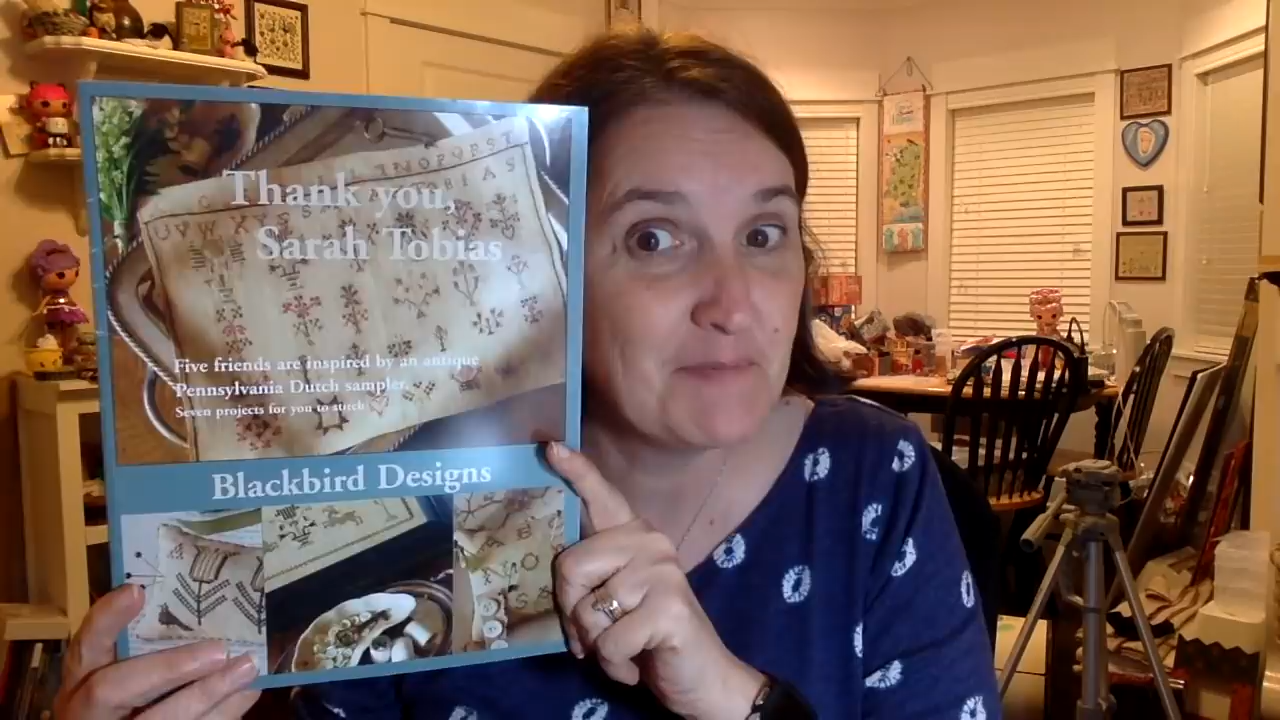 Thank you,
Sarah Tobias
Five friends are inspired by an antique
Pennsylvania Dutch sampler.
Seven projects for you to stitch
Blackbird Designs